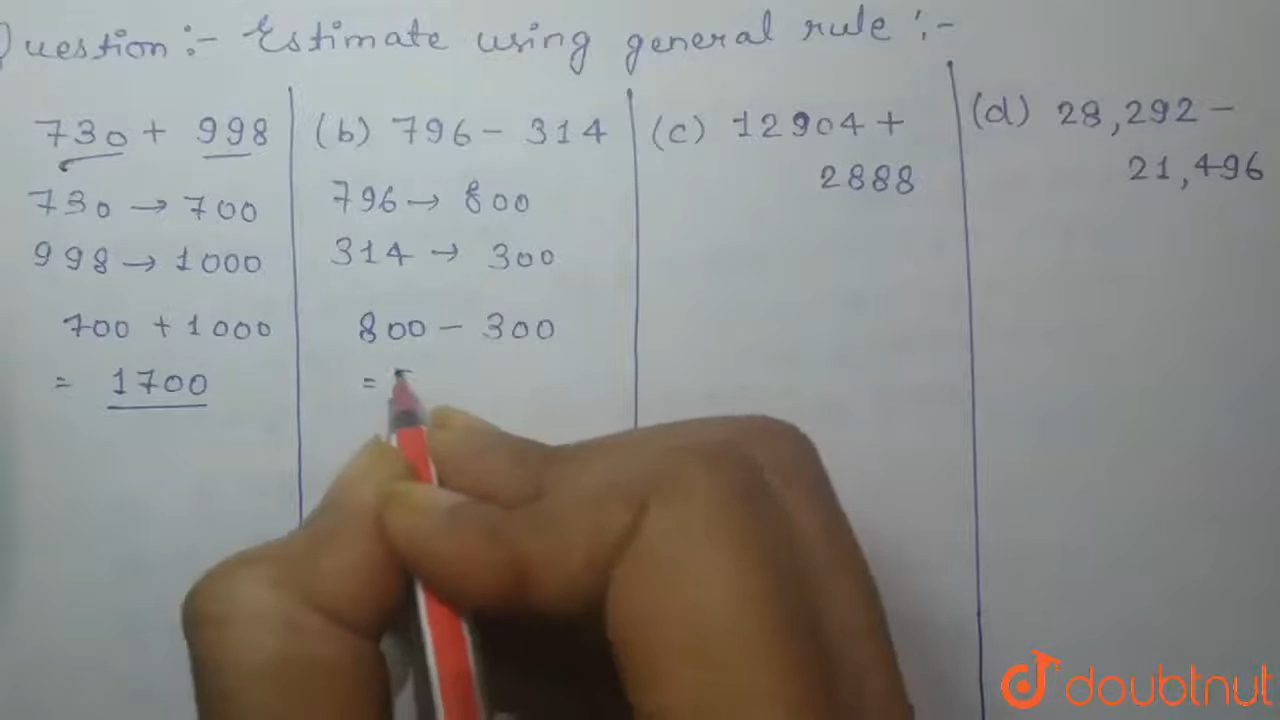 Question :- Estimate using general rule :-
730 + 998
730 → 700
998 → 1000
700 + 1000
= 1700
(b) 796 - 314
796 → 800
314 → 300
800 - 300
=
(c) 12904 +
2888
(d) 28,292 -
21,496
doubtnut